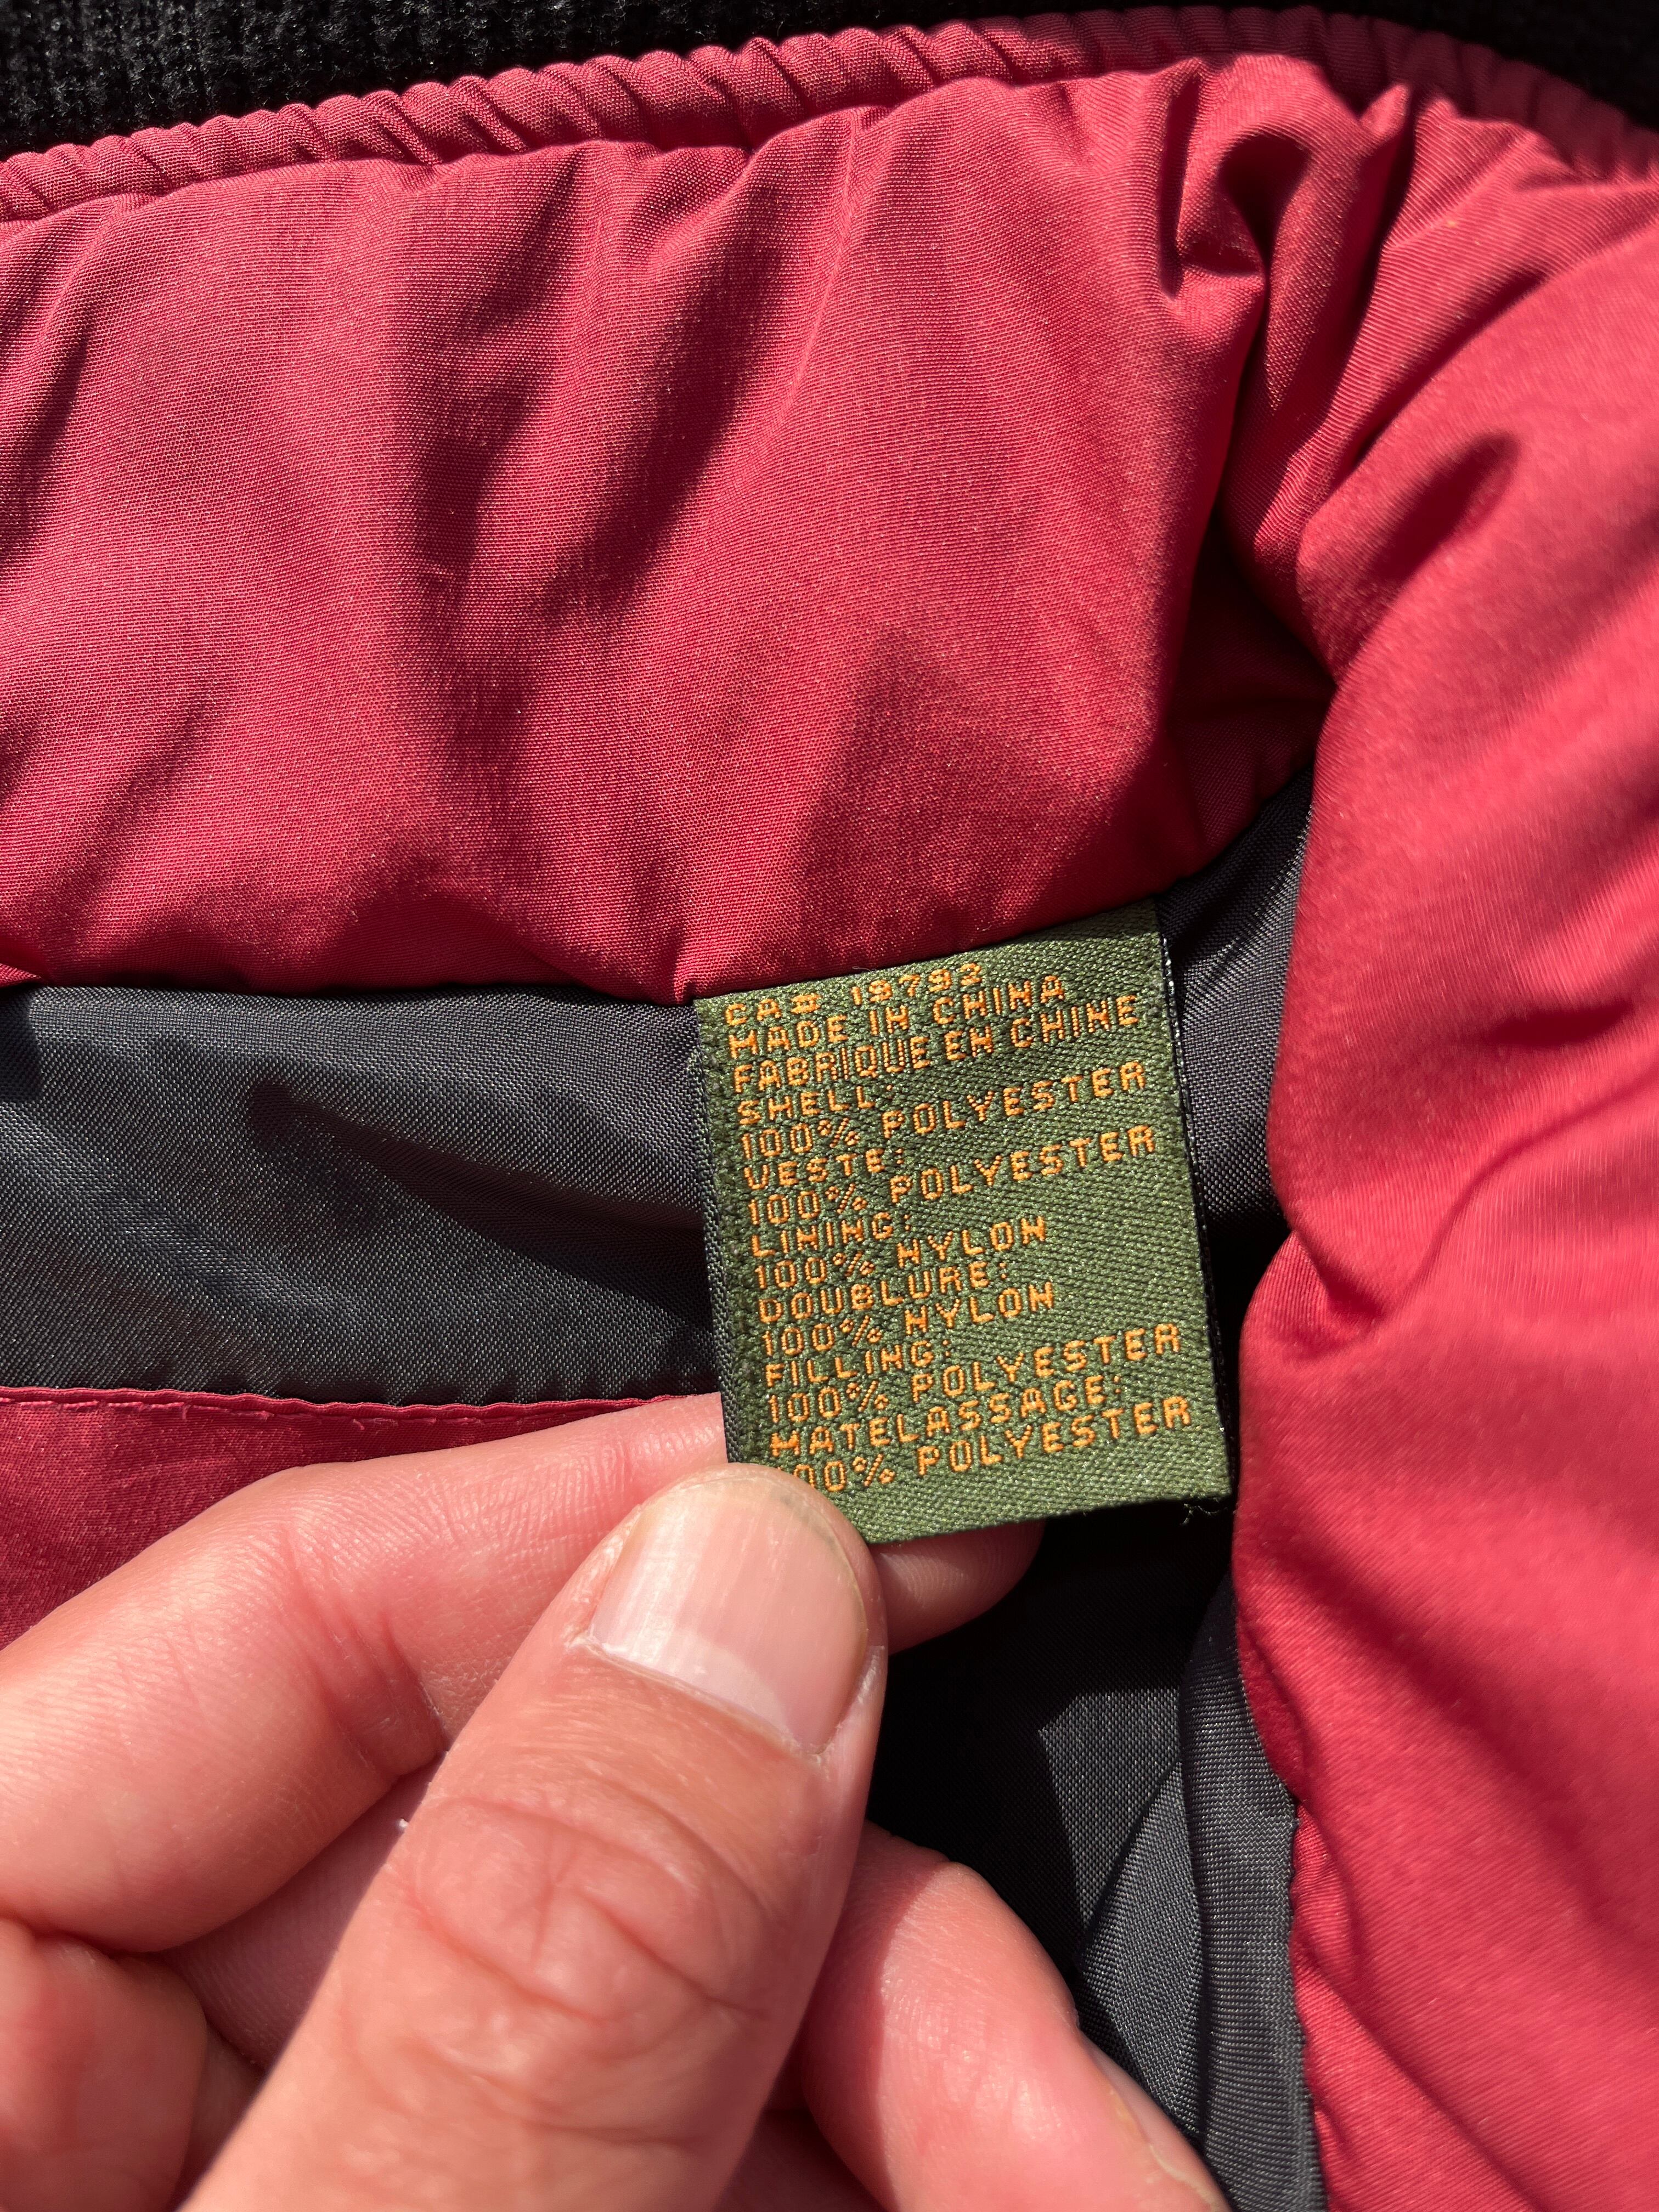 CA 19792
MADE IN CHINA
FABRIQUE EN CHINE
SHELL:
100% POLYESTER
VESTE:
100% POLYESTER
LINING:
100% NYLON
DOUBLURE:
100% NYLON
FILLING:
100% POLYESTER
MATELASSAGE:
100% POLYESTER